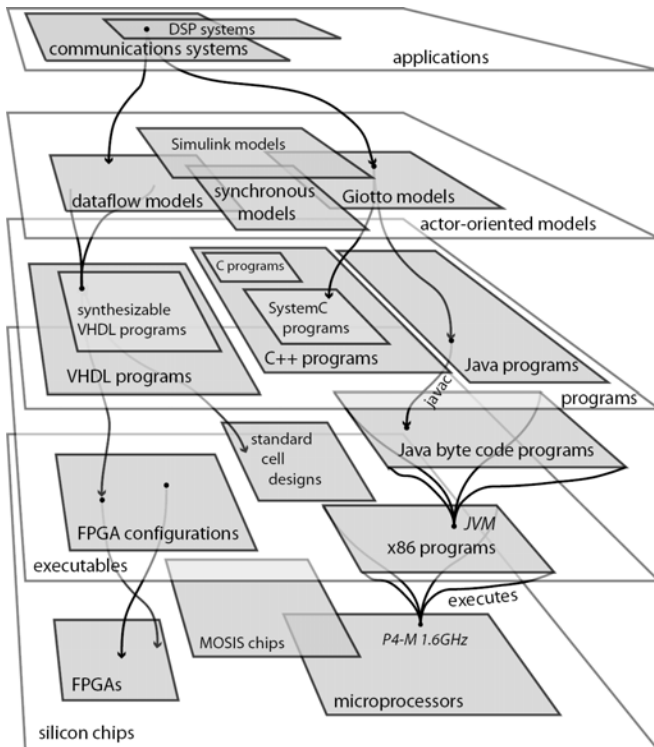 DSP systems
communications systems
applications
Simulink models
dataflow models
synchronous
models
Giotto models
actor-oriented models
C programs
synthesizable
VHDL programs
SystemC
programs
C++ programs
VHDL programs
Java programs
programs
javac
standard
cell
designs
Java byte code programs
FPGA configurations
JVM
x86 programs
executables
executes
MOSIS chips
P4-M 1.6GHz
FPGAs
microprocessors
silicon chips